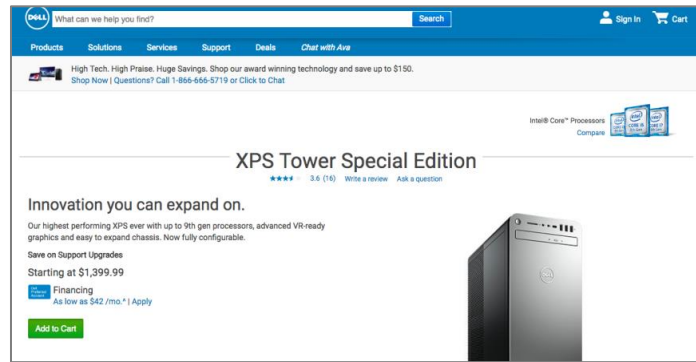 DELL
What can we help you find?
Search
Sign In
Cart
Products
Solutions
Services
Support
Deals
Chat with Ava
High Tech. High Praise. Huge Savings. Shop our award winning technology and save up to $150.
Shop Now | Questions? Call 1-866-666-5719 or Click to Chat
Intel® Core™ Processors
Compare
XPS Tower Special Edition
3.6 (16) Write a review Ask a question
Innovation you can expand on.
Our highest performing XPS ever with up to 9th gen processors, advanced VR-ready
graphics and easy to expand chassis. Now fully configurable.
Save on Support Upgrades
Starting at $1,399.99
Financing
As low as $42 /mo.^ | Apply
Add to Cart